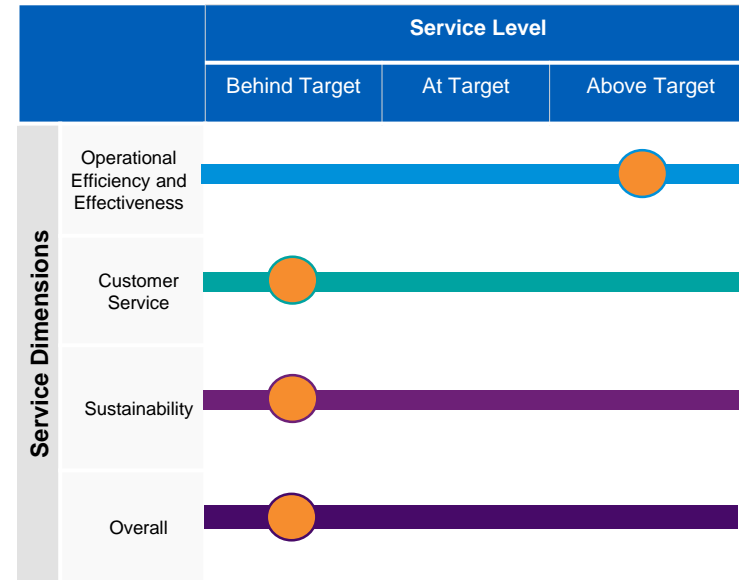 Service Level
Behind Target
At Target
Above Target
Service Dimensions
Operational
Efficiency and
Effectiveness
Customer
Service
Sustainability
Overall